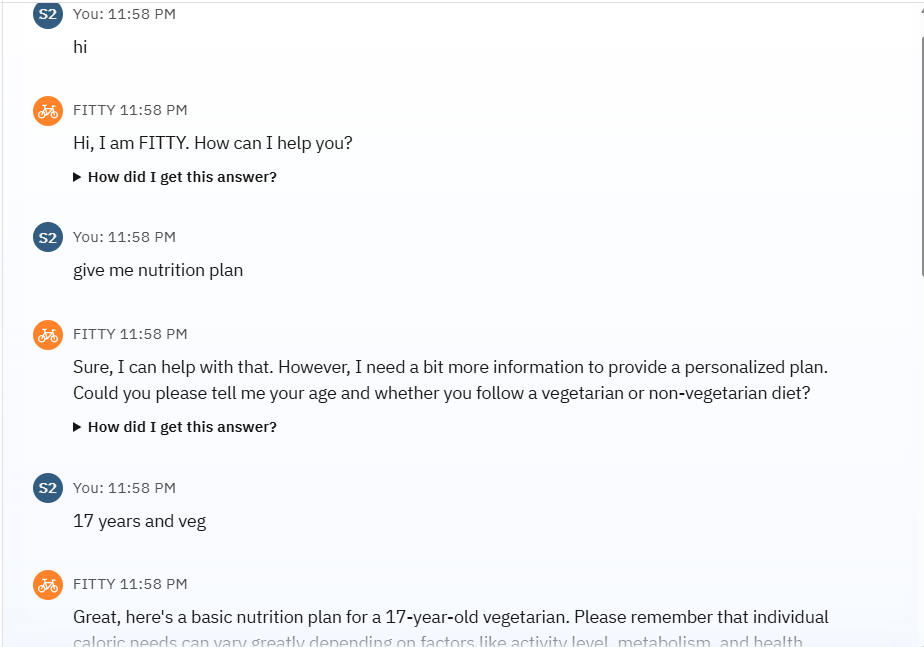 S2 You: 11:58 PM
hi
FITTY 11:58 PM
Hi, I am FITTY. How can I help you?
How did I get this answer?
S2 You: 11:58 PM
give me nutrition plan
FITTY 11:58 PM
Sure, I can help with that. However, I need a bit more information to provide a personalized plan.
Could you please tell me your age and whether you follow a vegetarian or non-vegetarian diet?
How did I get this answer?
S2 You: 11:58 PM
17 years and veg
FITTY 11:58 PM
Great, here's a basic nutrition plan for a 17-year-old vegetarian. Please remember that individual
caloric needs can vary greatly depending on factors like activity level, metabolism, and health